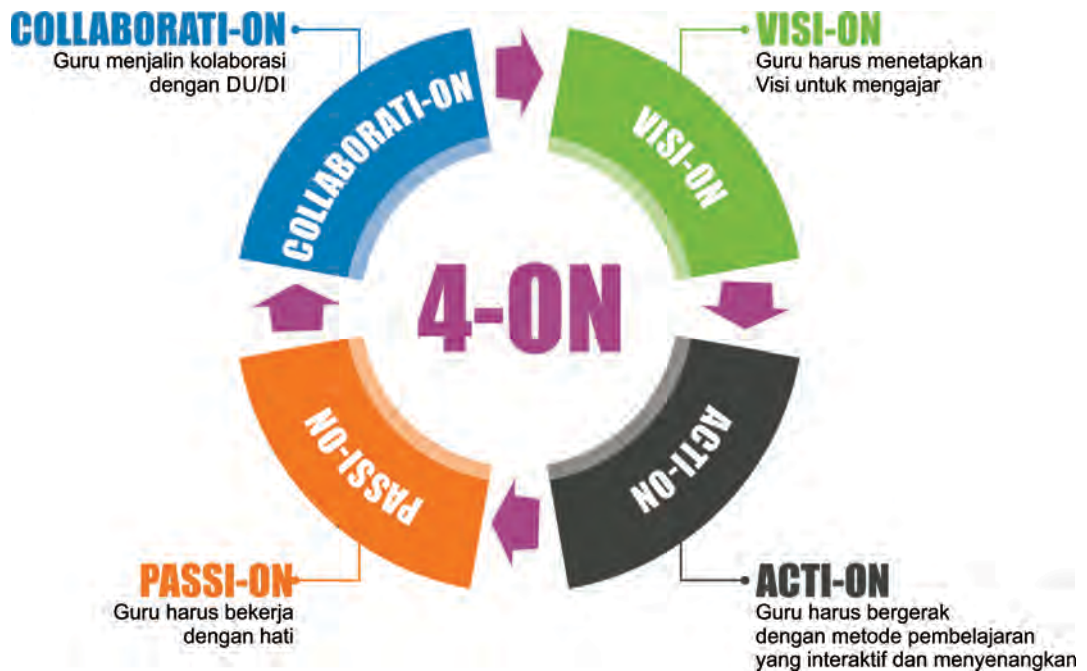 COLLABORATI-ON
Guru menjalin kolaborasi
dengan DU/DI
VISI-ON
Guru harus menetapkan
Visi untuk mengajar
COLLABORATI-ON
VISI-ON
4-ON
PASSI-ON
ACTI-ON
PASSI-ON
Guru harus bekerja
dengan hati
ACTI-ON
Guru harus bergerak
dengan metode pembelajaran
yang interaktif dan menyenangkan